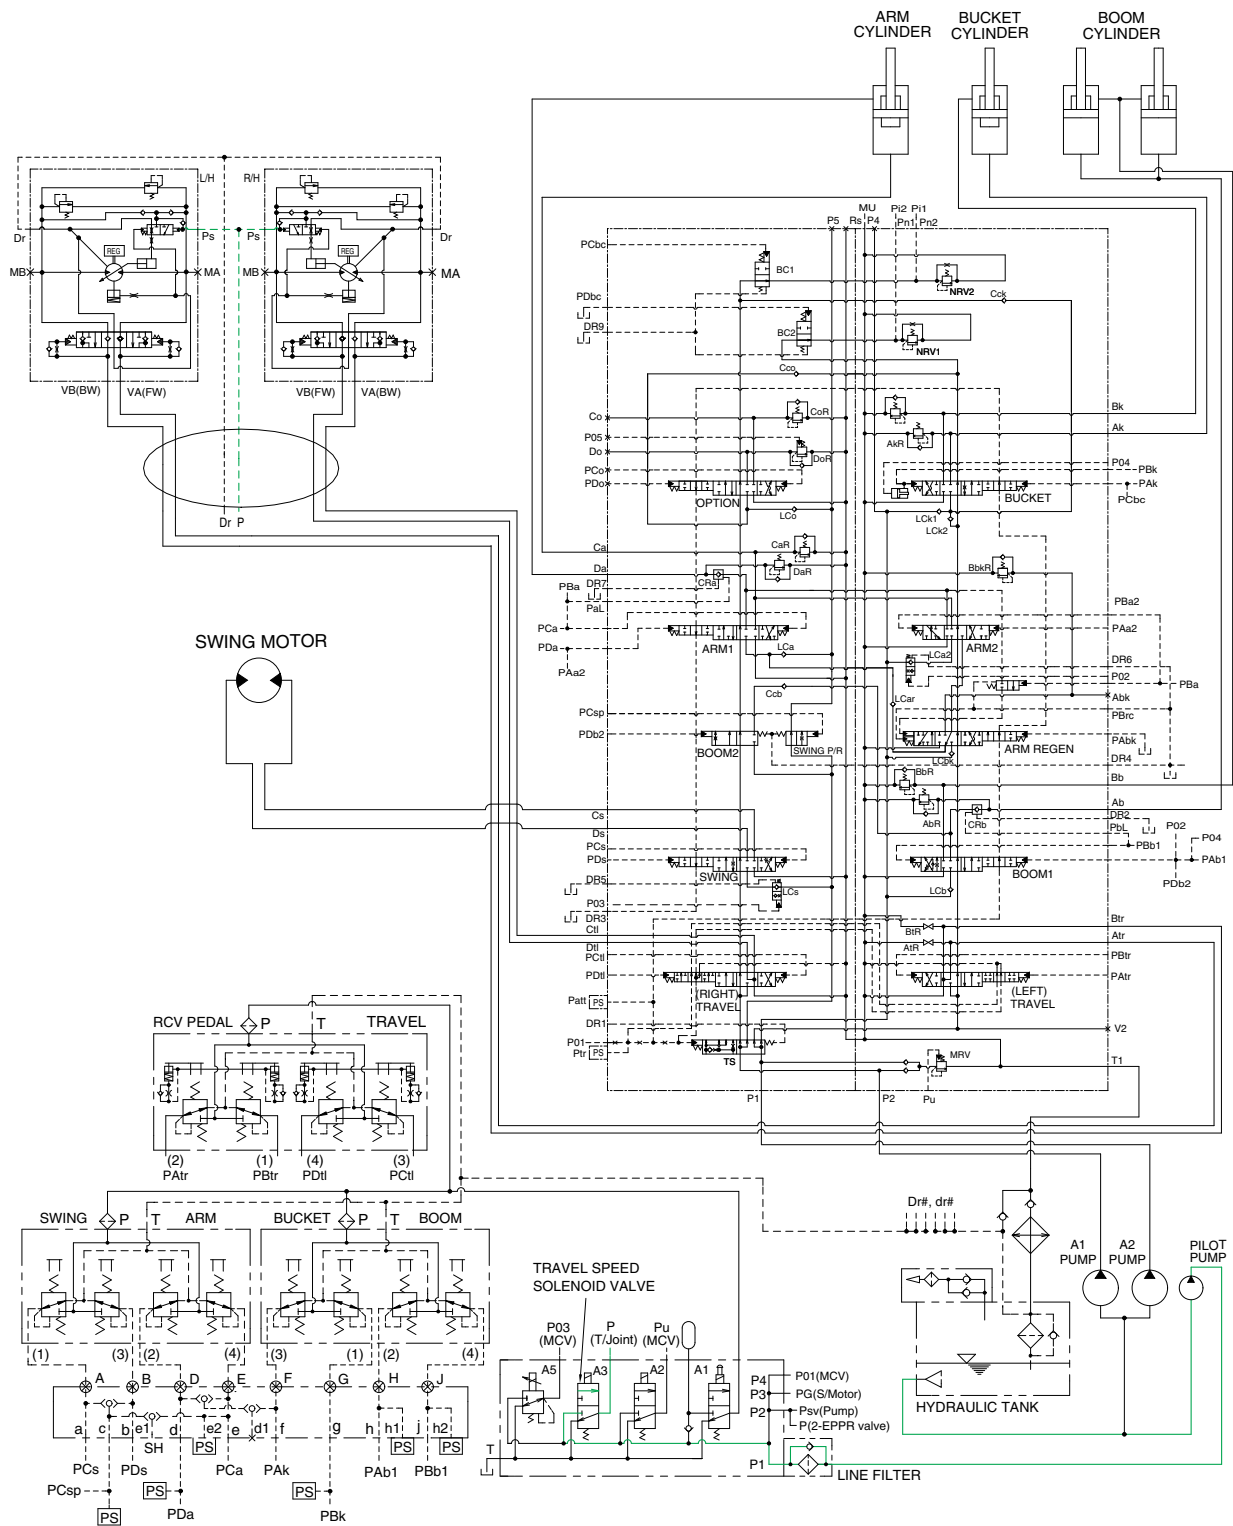 ARM
CYLINDER
BUCKET
CYLINDER
BOOM
CYLINDER
L/H
R/H
Dr
Ps
Ps
Dr
REG
REG
MB
MA
MB
MA
VB(BW)
VA(FW)
VB(FW)
VA(BW)
Dr
P
MU
P5
Rs
P4
Pi2
Pi1
Pn1
Pn2
PCbc
BC1
NRV2
Cck
PDbc
DR9
BC2
NRV1
Cco
Co
CoR
Bk
P05
Ak
Do
DoR
AkR
PCo
P04
PBk
PDo
PAk
PCbc
OPTION
BUCKET
LCo
LCk1
LCk2
Ca
CaR
Da
DaR
BbkR
PBa
DR7
CRa
PaL
PBa2
PCa
PAa2
PDa
PAa2
ARM1
ARM2
LCa
LCa2
DR6
P02
PBa
Ccb
LCar
Abk
PCsp
PBrc
PDb2
PAbk
BOOM2
SWING P/R
ARM REGEN
LCbk
DR4
BbR
Bb
SWING MOTOR
Cs
AbR
CRb
Ab
DR2
Ds
PbL
P02
P04
PCs
PBb1
PDs
PAb1
PDb2
SWING
BOOM1
DR5
LCs
LCb
P03
DR3
Ctl
BtR
Btr
Dtl
AtR
Atr
PCtl
PBtr
PDtl
PAtr
(RIGHT)
TRAVEL
(LEFT)
TRAVEL
Patt
PS
DR1
V2
P01
Ptr
PS
TS
MRV
T1
P1
P2
Pu
RCV PEDAL
P
T
TRAVEL
(2)
(1)
(4)
(3)
PAtr
PBtr
PDtl
PCtl
SWING
P
T
ARM
BUCKET
P
T
BOOM
(1)
(3)
(2)
(4)
(3)
(1)
(2)
(4)
A
B
D
E
F
G
H
J
a
c
b
e1
d
e2
e
d1
f
g
h
h1
j
h2
SH
PS
PS
PS
PCs
PDs
PCa
PAk
PAb1
PBb1
PCsp
PS
PS
PDa
PS
PBk
TRAVEL SPEED
SOLENOID VALVE
P03
(MCV)
P
(T/Joint)
Pu
(MCV)
A5
A3
A2
A1
P4
P01(MCV)
P3
PG(S/Motor)
P2
Psv(Pump)
P(2-EPPR valve)
T
P1
LINE FILTER
Dr#, dr#
A1
PUMP
A2
PUMP
PILOT
PUMP
HYDRAULIC TANK